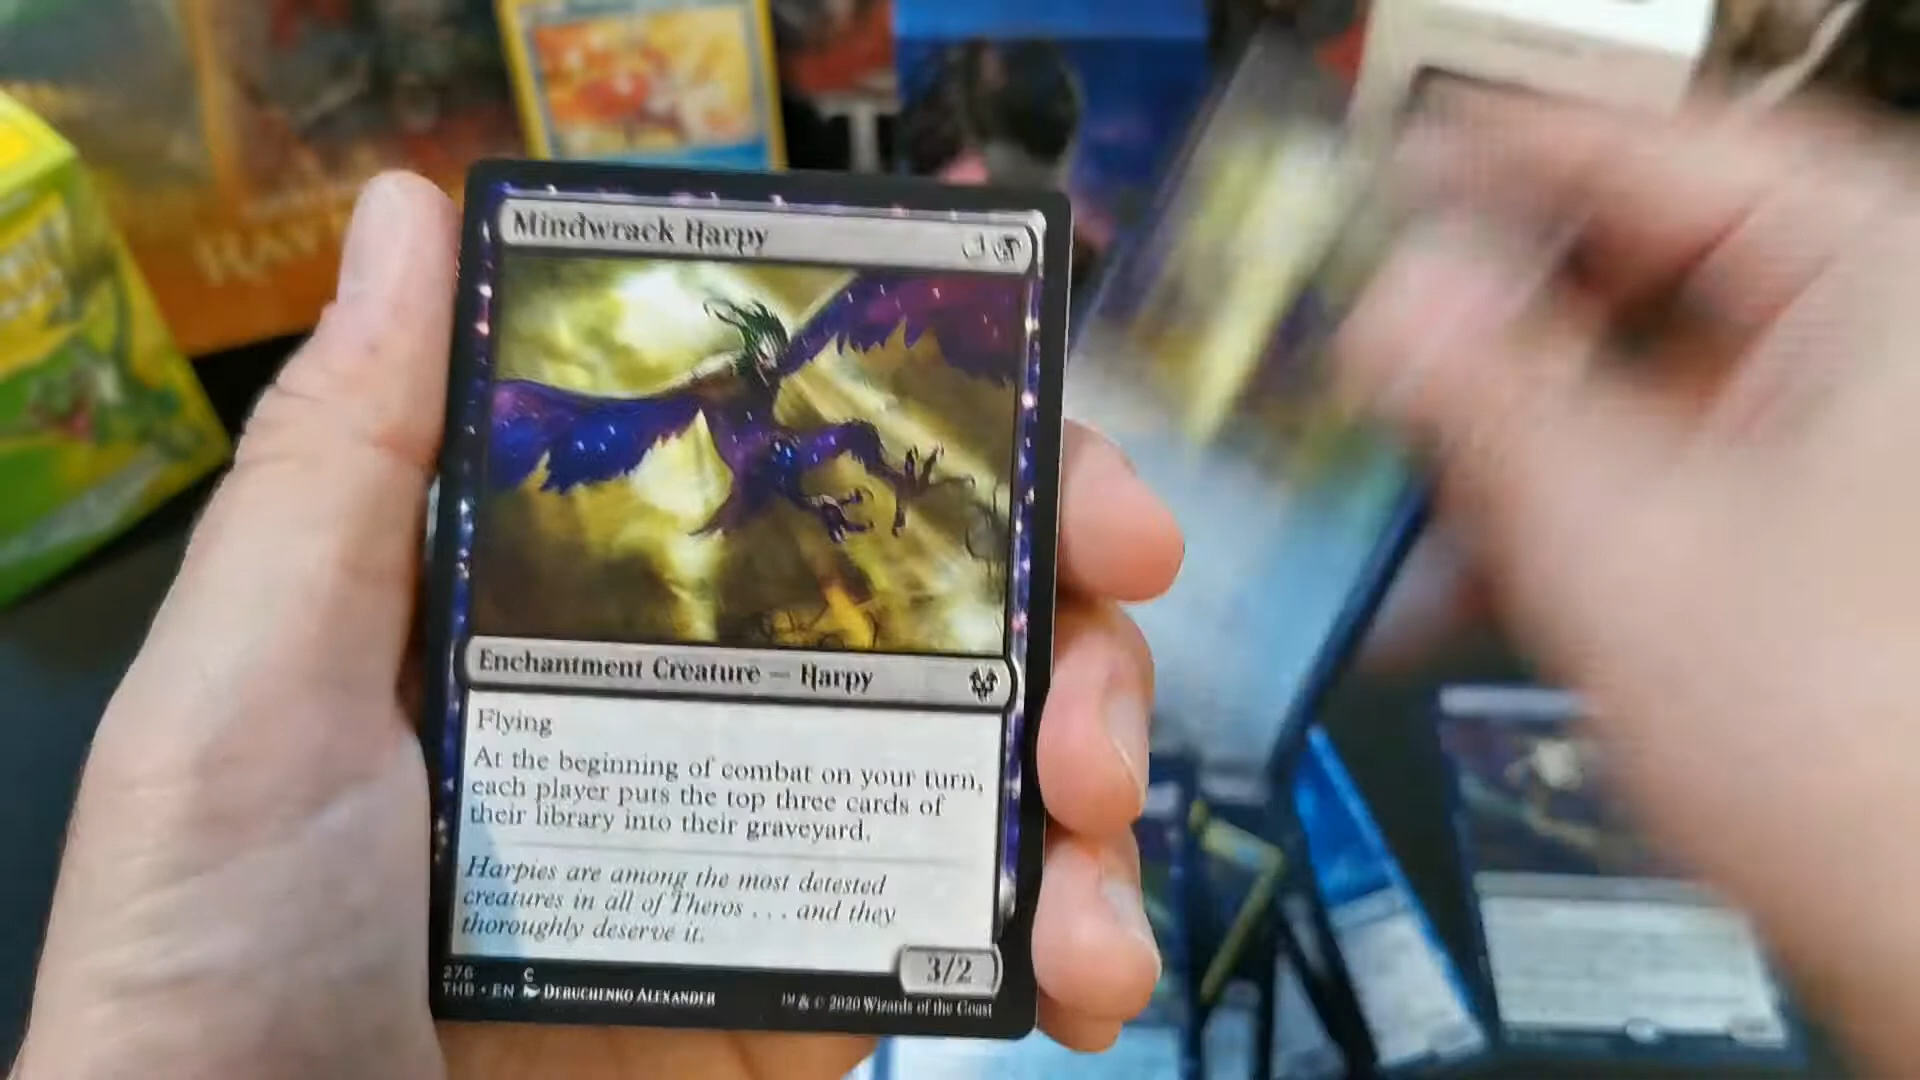 Mindwrack Harpy
Enchantment Creature — Harpy
Flying
At the beginning of combat on your turn,
each player puts the top three cards of
their library into their graveyard.
Harpies are among the most detested
creatures in all of Theros . . . and they
thoroughly deserve it.
3/2
276 C
THB • EN Deruchenko Alexander
™ & © 2020 Wizards of the Coast